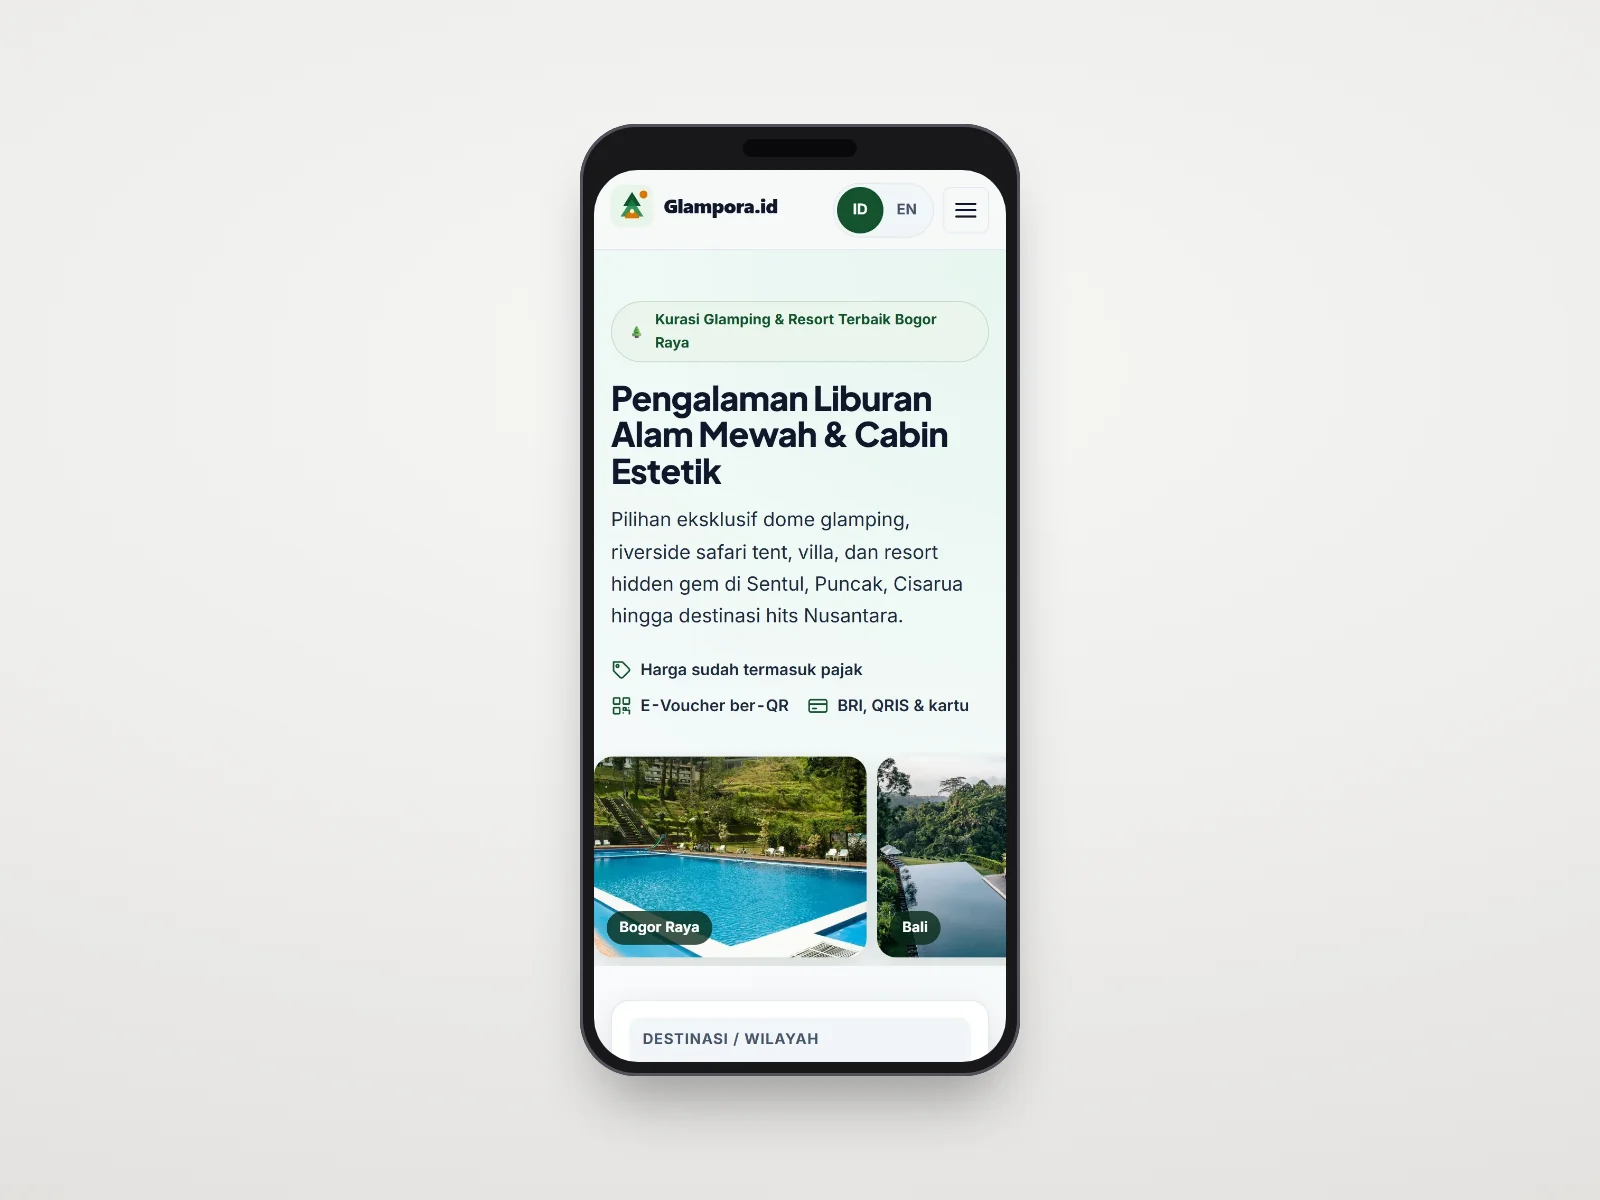 Glampora.id
ID EN
Kurasi Glamping & Resort Terbaik Bogor
Raya
Pengalaman Liburan
Alam Mewah & Cabin
Estetik
Pilihan eksklusif dome glamping,
riverside safari tent, villa, dan resort
hidden gem di Sentul, Puncak, Cisarua
hingga destinasi hits Nusantara.
Harga sudah termasuk pajak
E-Voucher ber-QR BRI, QRIS & kartu
Bogor Raya
Bali
DESTINASI / WILAYAH